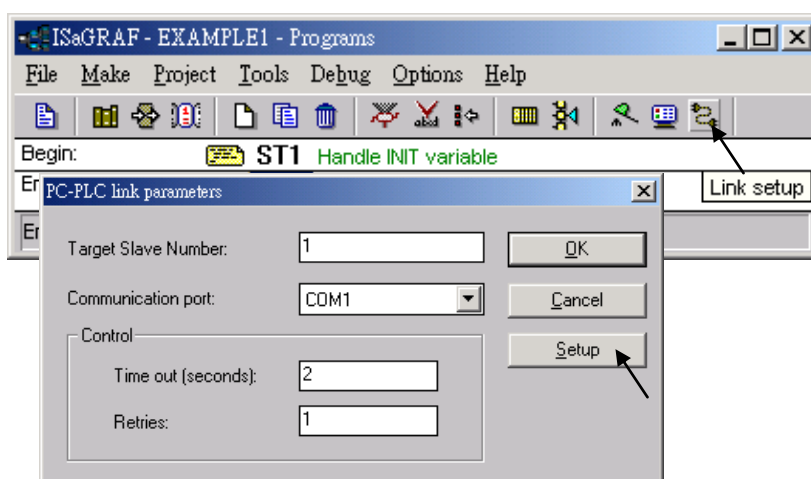 ISaGRAF - EXAMPLE1 - Programs
File Make Project Tools Debug Options Help
Begin: ST1 Handle INIT variable
Link setup
PC-PLC link parameters
Target Slave Number: 1 OK
Communication port: COM1 Cancel
Control Setup
Time out (seconds): 2
Retries: 1